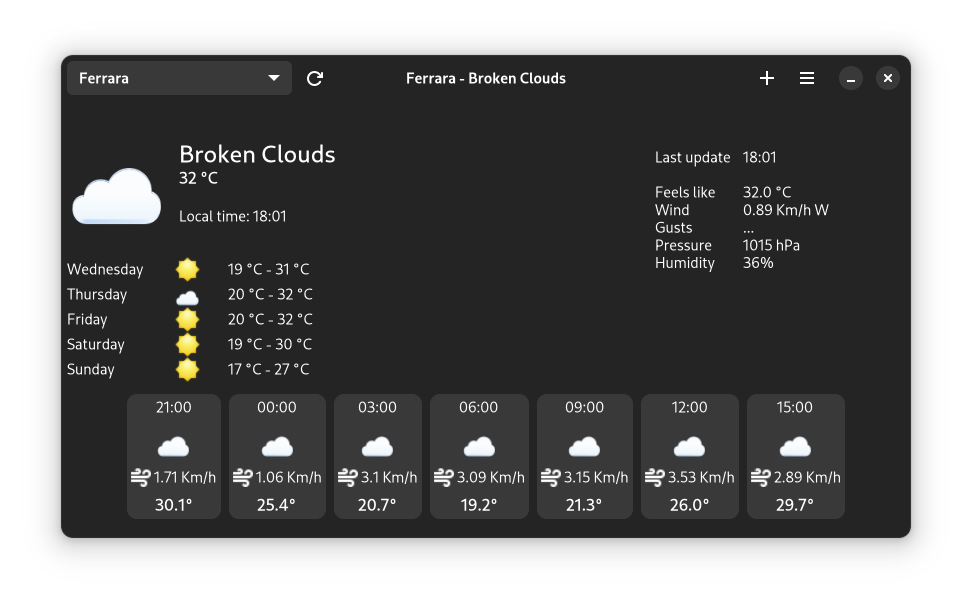 Ferrara
Ferrara - Broken Clouds
Broken Clouds
32 °C
Local time: 18:01
Last update 18:01
Feels like 32.0 °C
Wind 0.89 Km/h W
Gusts ...
Pressure 1015 hPa
Humidity 36%
Wednesday 19 °C - 31 °C
Thursday 20 °C - 32 °C
Friday 20 °C - 32 °C
Saturday 19 °C - 30 °C
Sunday 17 °C - 27 °C
21:00 00:00 03:00 06:00 09:00 12:00 15:00
1.71 Km/h 1.06 Km/h 3.1 Km/h 3.09 Km/h 3.15 Km/h 3.53 Km/h 2.89 Km/h
30.1° 25.4° 20.7° 19.2° 21.3° 26.0° 29.7°